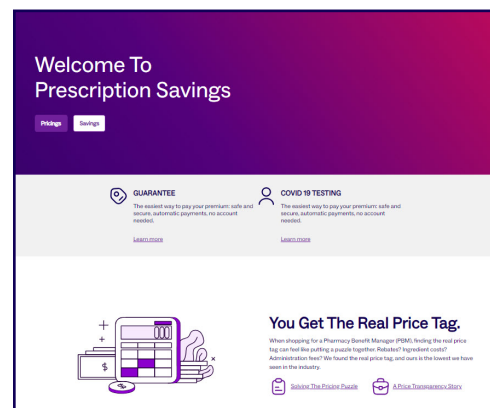 Welcome To
Prescription Savings
Pricings
Savings
GUARANTEE
The easiest way to pay your premium: safe and
secure, automatic payments, no account
needed.
Learn more
COVID 19 TESTING
The easiest way to pay your premium: safe and
secure, automatic payments, no account
needed.
Learn more
$
You Get The Real Price Tag.
When shopping for a Pharmacy Benefit Manager (PBM), finding the real price
tag can feel like putting a puzzle together. Rebates? Ingredient costs?
Administration fees? We found the real price tag, and ours is the lowest we have
seen in the industry.
Solving The Pricing Puzzle
A Price Transparency Story